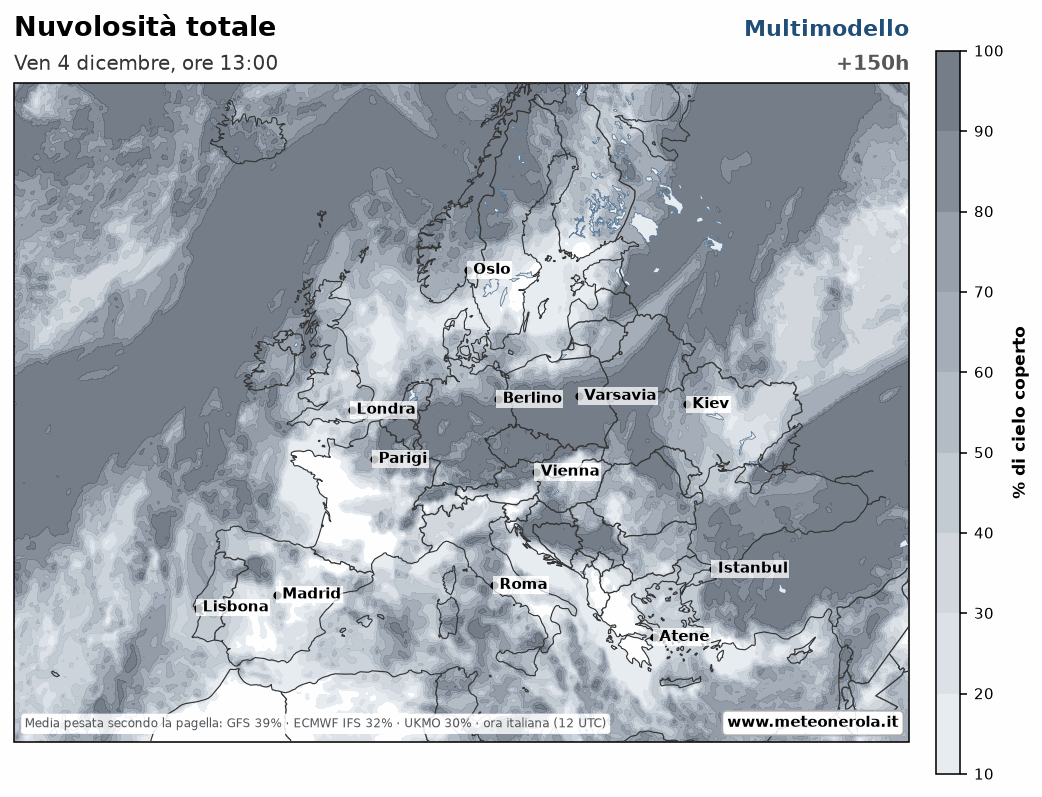 Nuvolosità totale
Multimodello
Ven 4 dicembre, ore 13:00
+150h
100
90
80
70
60
50
40
30
20
10
% di cielo coperto
Oslo
Berlino
Varsavia
Kiev
Londra
Parigi
Vienna
Istanbul
Roma
Madrid
Lisbona
Atene
Media pesata secondo la pagella: GFS 39% · ECMWF IFS 32% · UKMO 30% · ora italiana (12 UTC)
www.meteonerola.it